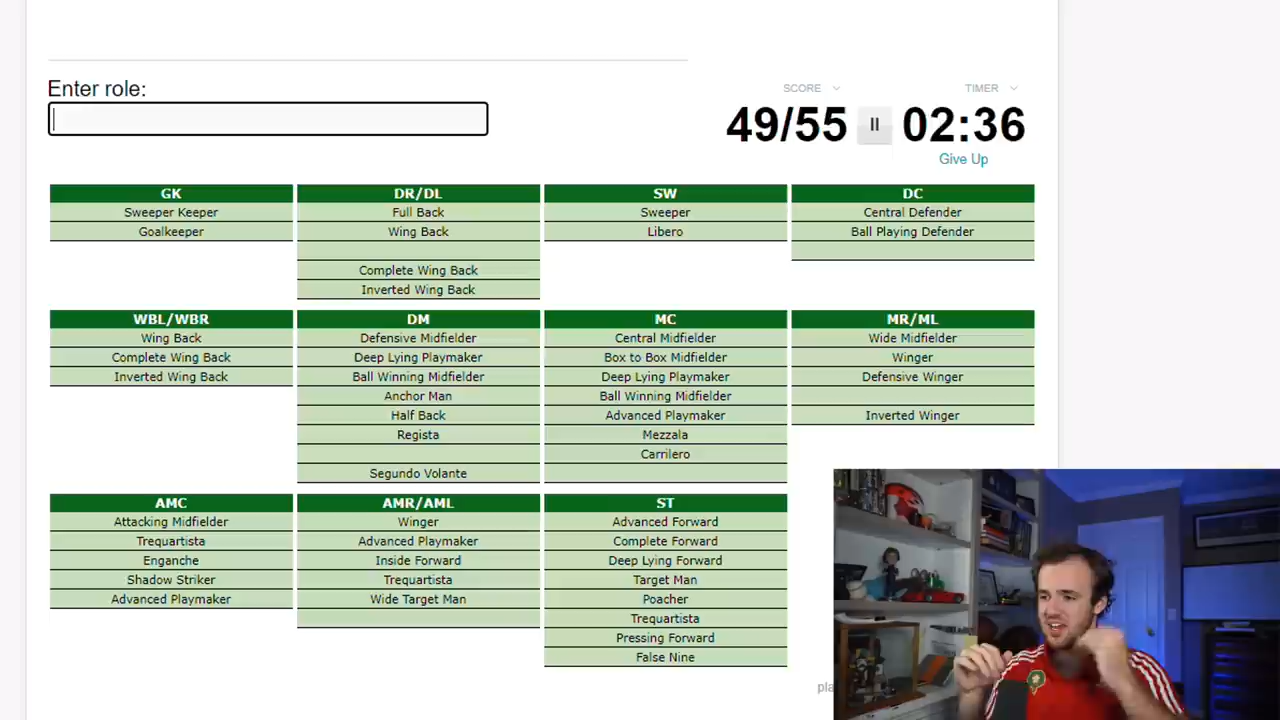 Enter role:
SCORE
TIMER
49/55
02:36
Give Up
GK
Sweeper Keeper
Goalkeeper
DR/DL
Full Back
Wing Back
Complete Wing Back
Inverted Wing Back
SW
Sweeper
Libero
DC
Central Defender
Ball Playing Defender
WBL/WBR
Wing Back
Complete Wing Back
Inverted Wing Back
DM
Defensive Midfielder
Deep Lying Playmaker
Ball Winning Midfielder
Anchor Man
Half Back
Regista
Segundo Volante
MC
Central Midfielder
Box to Box Midfielder
Deep Lying Playmaker
Ball Winning Midfielder
Advanced Playmaker
Mezzala
Carrilero
MR/ML
Wide Midfielder
Winger
Defensive Winger
Inverted Winger
AMC
Attacking Midfielder
Trequartista
Enganche
Shadow Striker
Advanced Playmaker
AMR/AML
Winger
Advanced Playmaker
Inside Forward
Trequartista
Wide Target Man
ST
Advanced Forward
Complete Forward
Deep Lying Forward
Target Man
Poacher
Trequartista
Pressing Forward
False Nine
pla